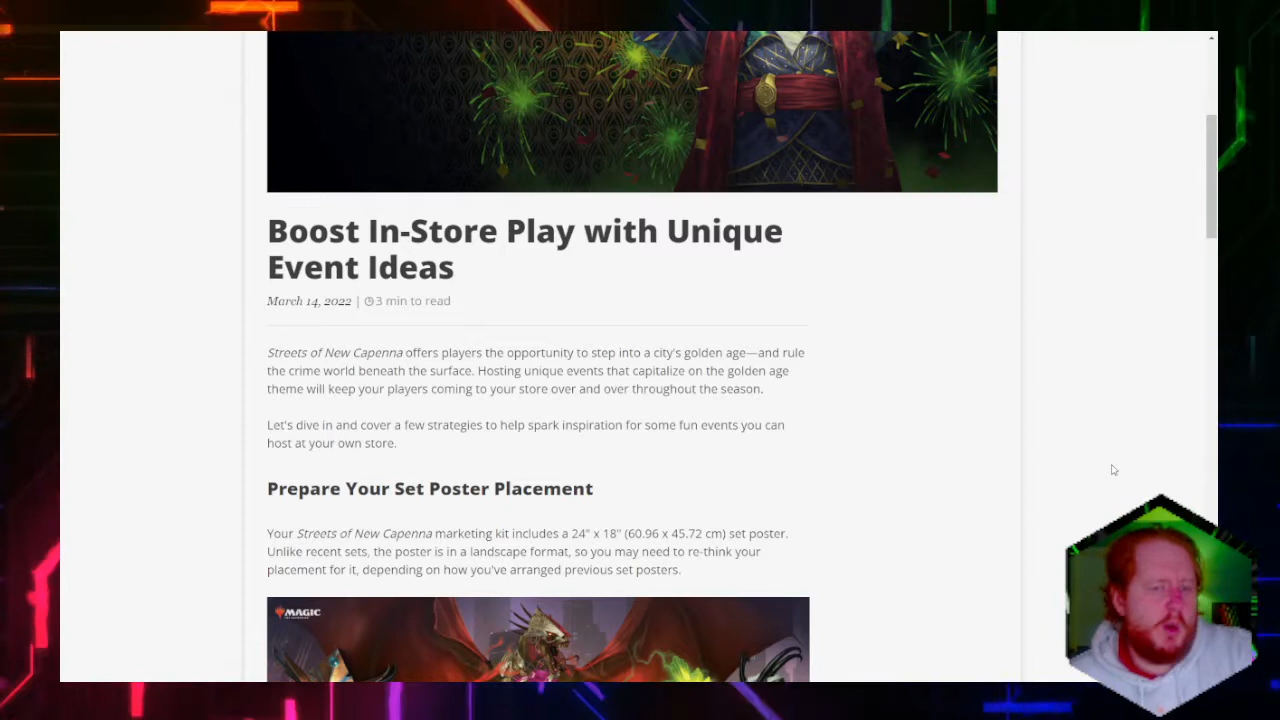 Boost In-Store Play with Unique
Event Ideas
March 14, 2022 | 3 min to read
Streets of New Capenna offers players the opportunity to step into a city's golden age—and rule
the crime world beneath the surface. Hosting unique events that capitalize on the golden age
theme will keep your players coming to your store over and over throughout the season.
Let's dive in and cover a few strategies to help spark inspiration for some fun events you can
host at your own store.
Prepare Your Set Poster Placement
Your Streets of New Capenna marketing kit includes a 24" x 18" (60.96 x 45.72 cm) set poster.
Unlike recent sets, the poster is in a landscape format, so you may need to re-think your
placement for it, depending on how you've arranged previous set posters.
MAGIC